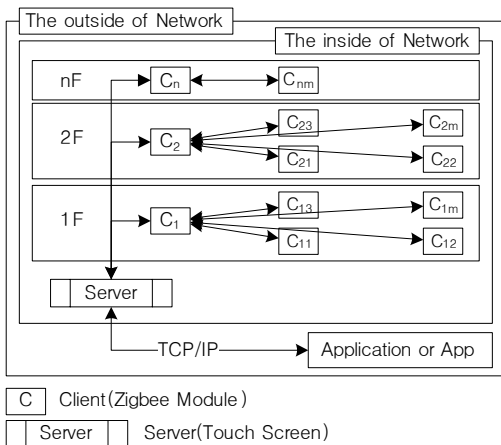 The outside of Network
The inside of Network
nF Cn Cnm
2F C2 C23 C2m
C21 C22
1F C1 C13 C1m
C11 C12
Server
TCP/IP Application or App
C Client(Zigbee Module)
Server Server(Touch Screen)